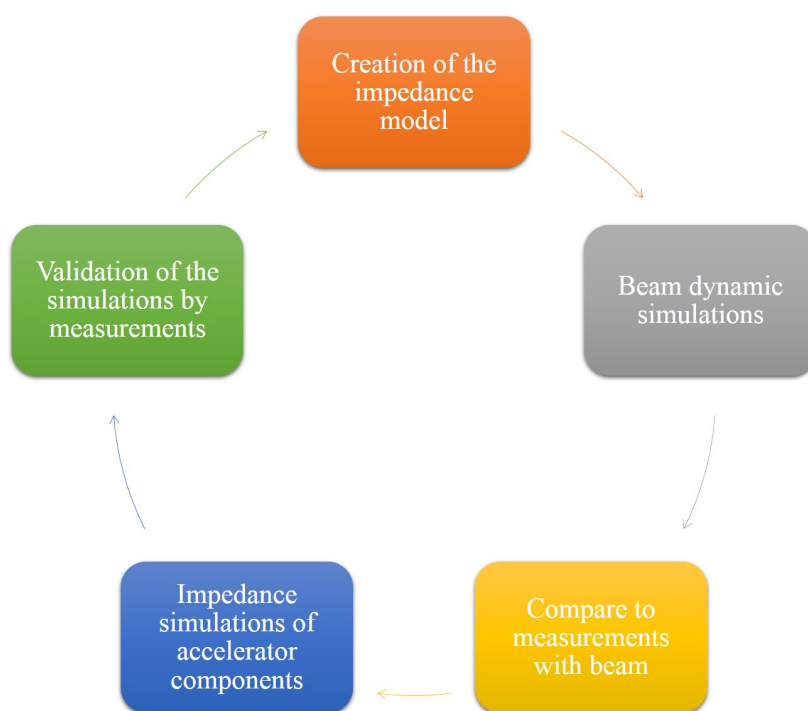 Creation of the
impedance
model
Beam dynamic
simulations
Compare to
measurements
with beam
Impedance
simulations of
accelerator
components
Validation of the
simulations by
measurements